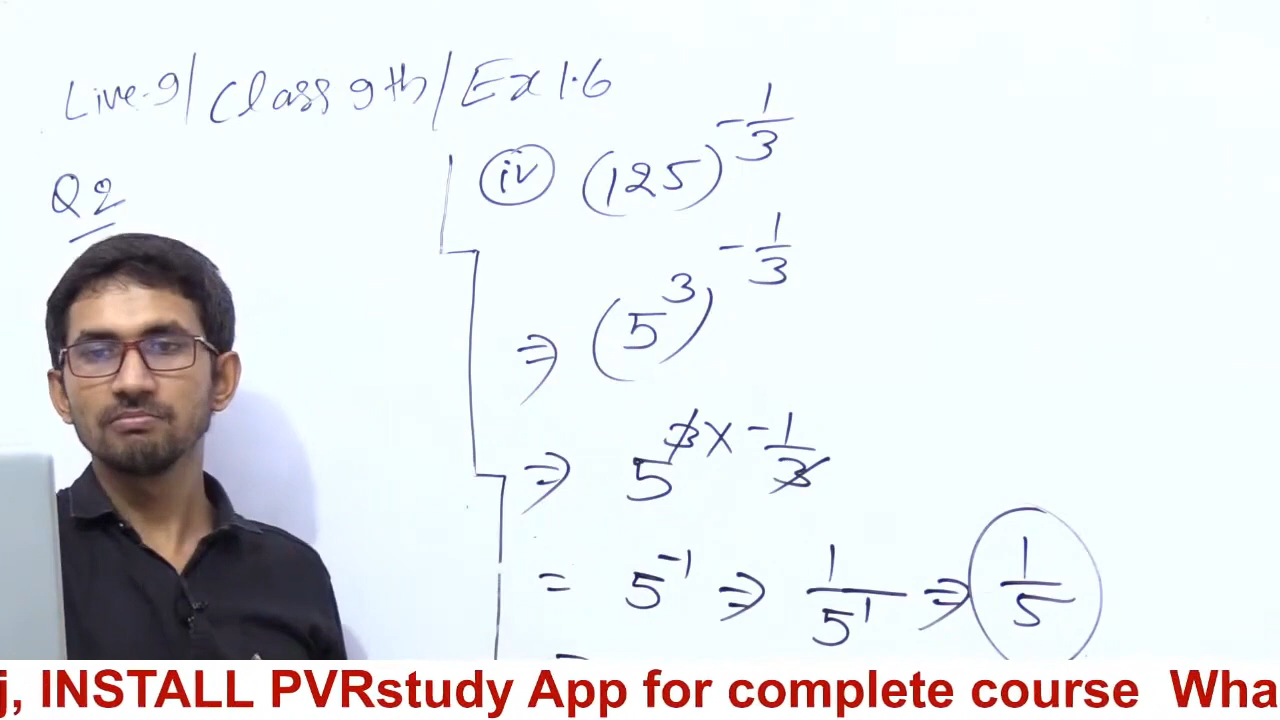 Live-9/ Class 9th/ Ex 1.6
Q2
(iv) (125)^(-1/3)
⇒ (5^3)^(-1/3)
⇒ 5^(3 × -1/3)
= 5^-1 ⇒ 1/5^1 ⇒ 1/5
j, INSTALL PVRstudy App for complete course Wha